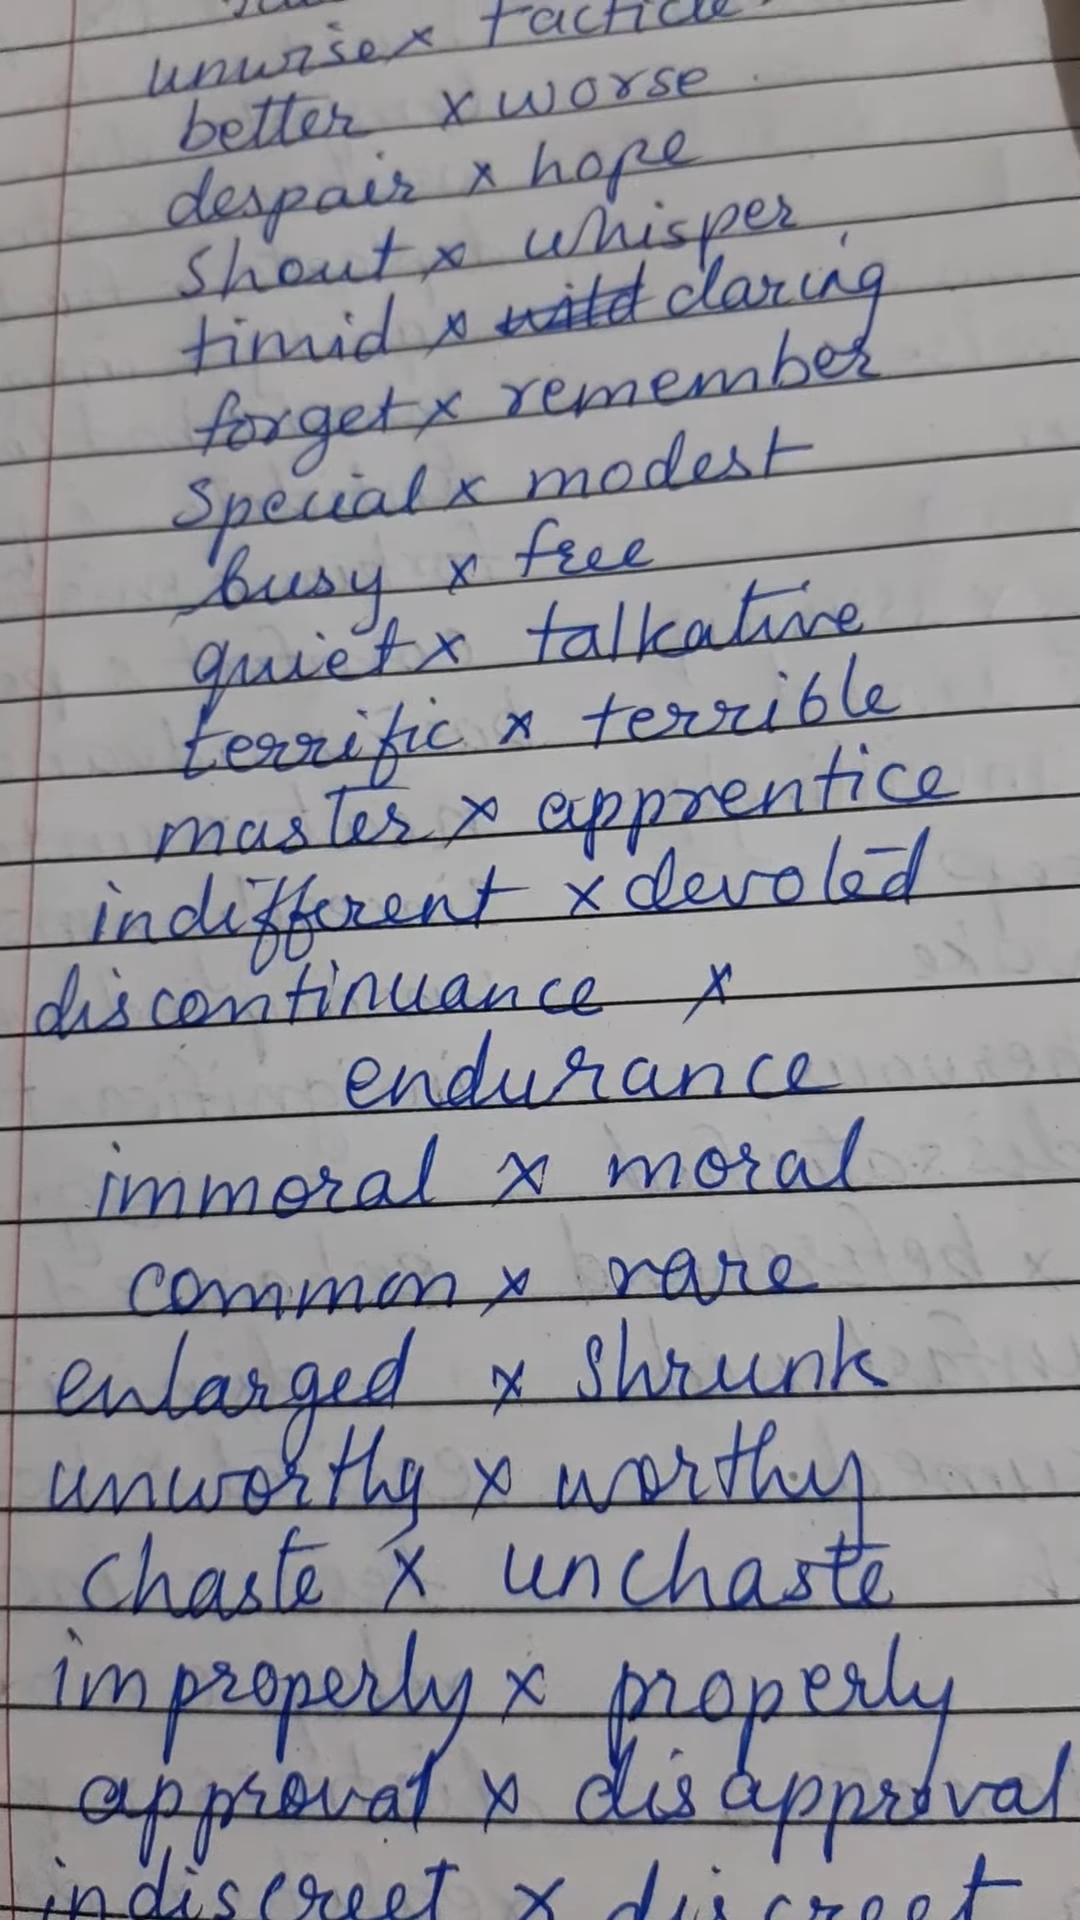 unwise x
better x worse
despair x hope
shout x whisper
timid x wild daring
forget x remember
special x modest
busy x free
quiet x talkative
terrific x terrible
master x apprentice
indifferent x devoted
discontinuance x
endurance
immoral x moral
common x rare
enlarged x shrunk
unworthy x worthy
chaste x unchaste
improperly x properly
approval x disapproval
indiscreet x discreet